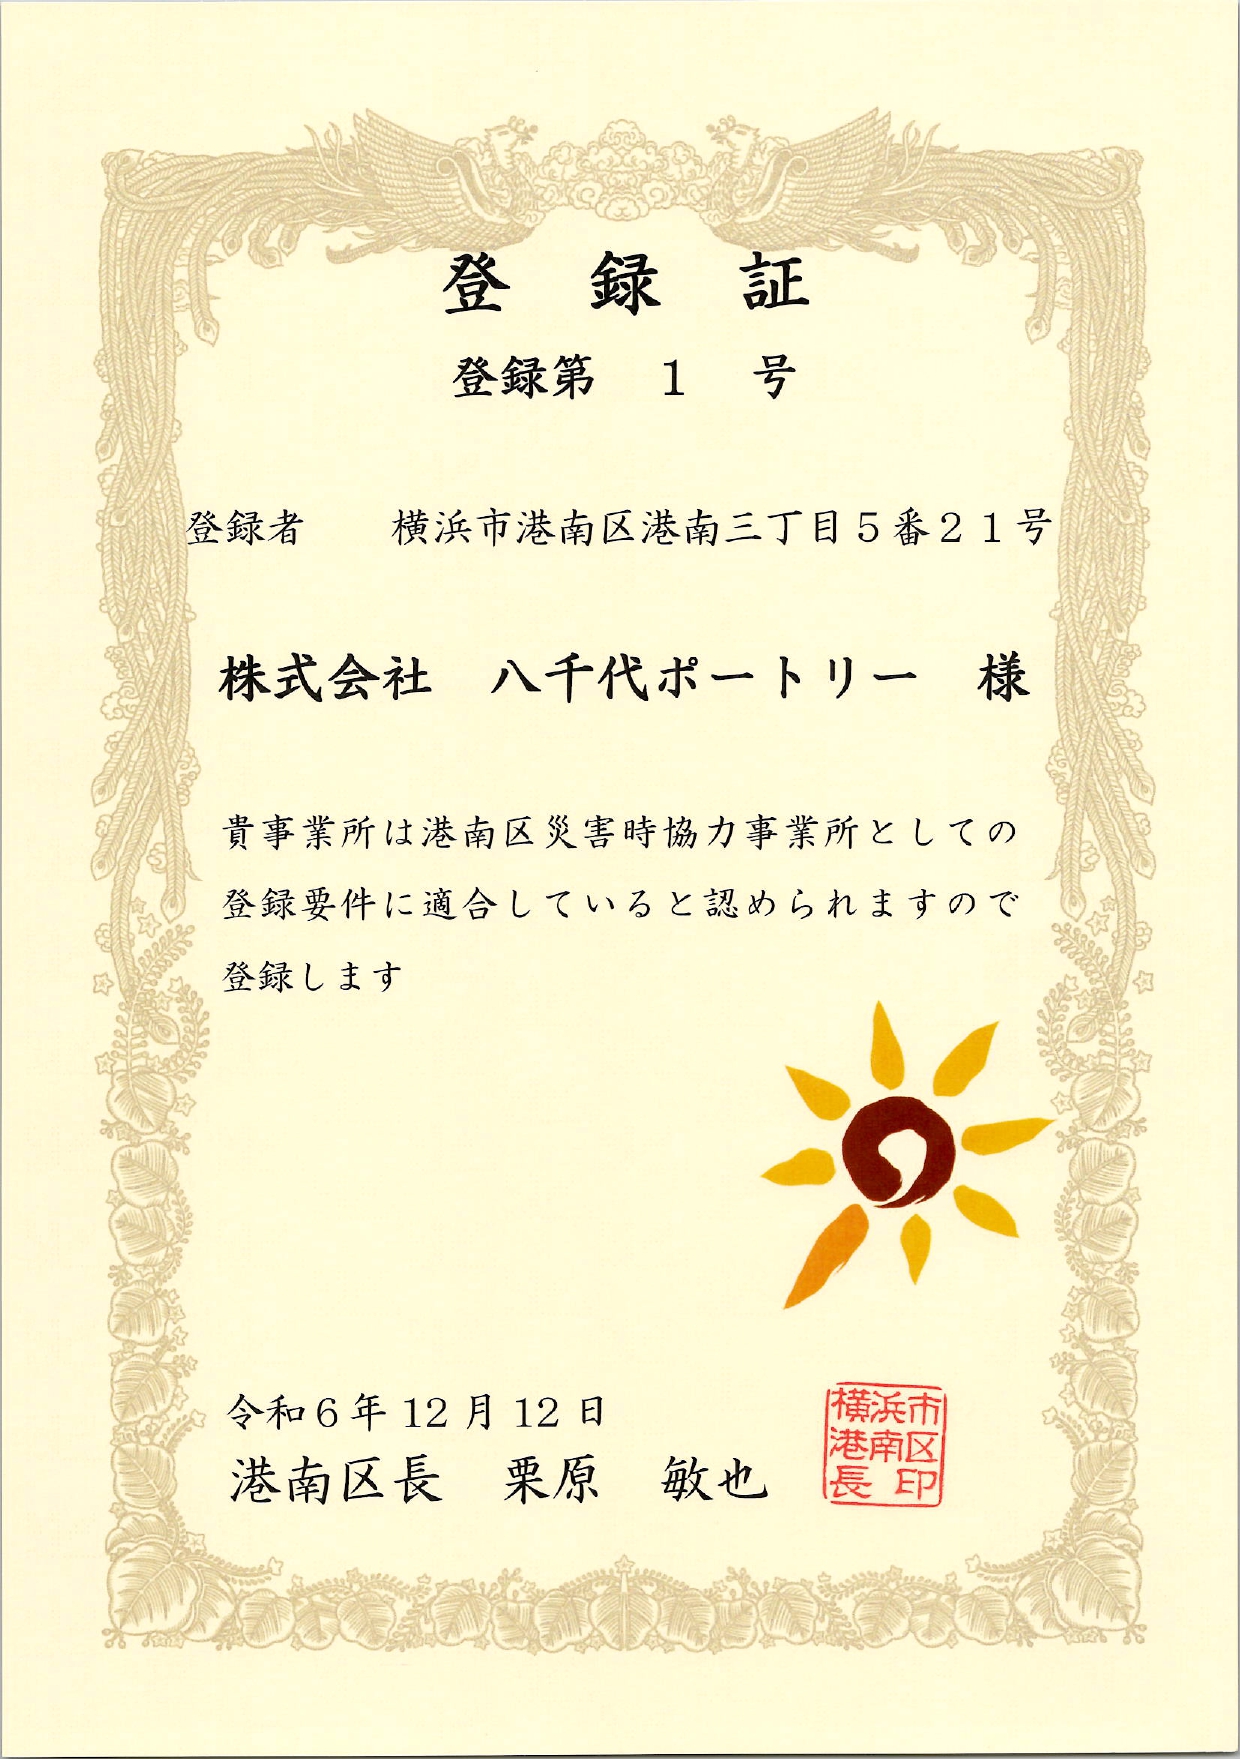 登　録　証
登録第　１　号
登録者　　横浜市港南区港南三丁目５番２１号
株式会社　八千代ポートリー　様
貴事業所は港南区災害時協力事業所としての
登録要件に適合していると認められますので
登録します
令和６年12月12日
港南区長　栗原　敏也
横浜市
港南区
長印